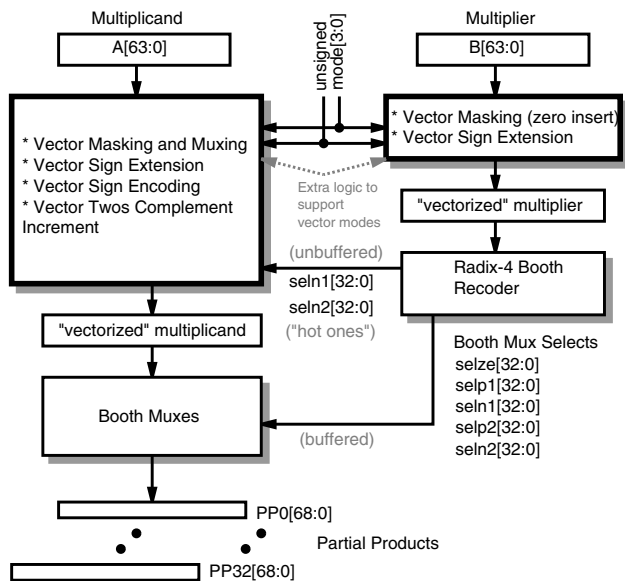 Multiplicand
A[63:0]
unsigned
mode[3:0]
Multiplier
B[63:0]
* Vector Masking and Muxing
* Vector Sign Extension
* Vector Sign Encoding
* Vector Twos Complement
Increment
* Vector Masking (zero insert)
* Vector Sign Extension
Extra logic to
support
vector modes
"vectorized" multiplier
(unbuffered)
seln1[32:0]
seln2[32:0]
("hot ones")
Radix-4 Booth
Recoder
"vectorized" multiplicand
Booth Mux Selects
selze[32:0]
selp1[32:0]
seln1[32:0]
selp2[32:0]
seln2[32:0]
Booth Muxes
(buffered)
PP0[68:0]
Partial Products
PP32[68:0]